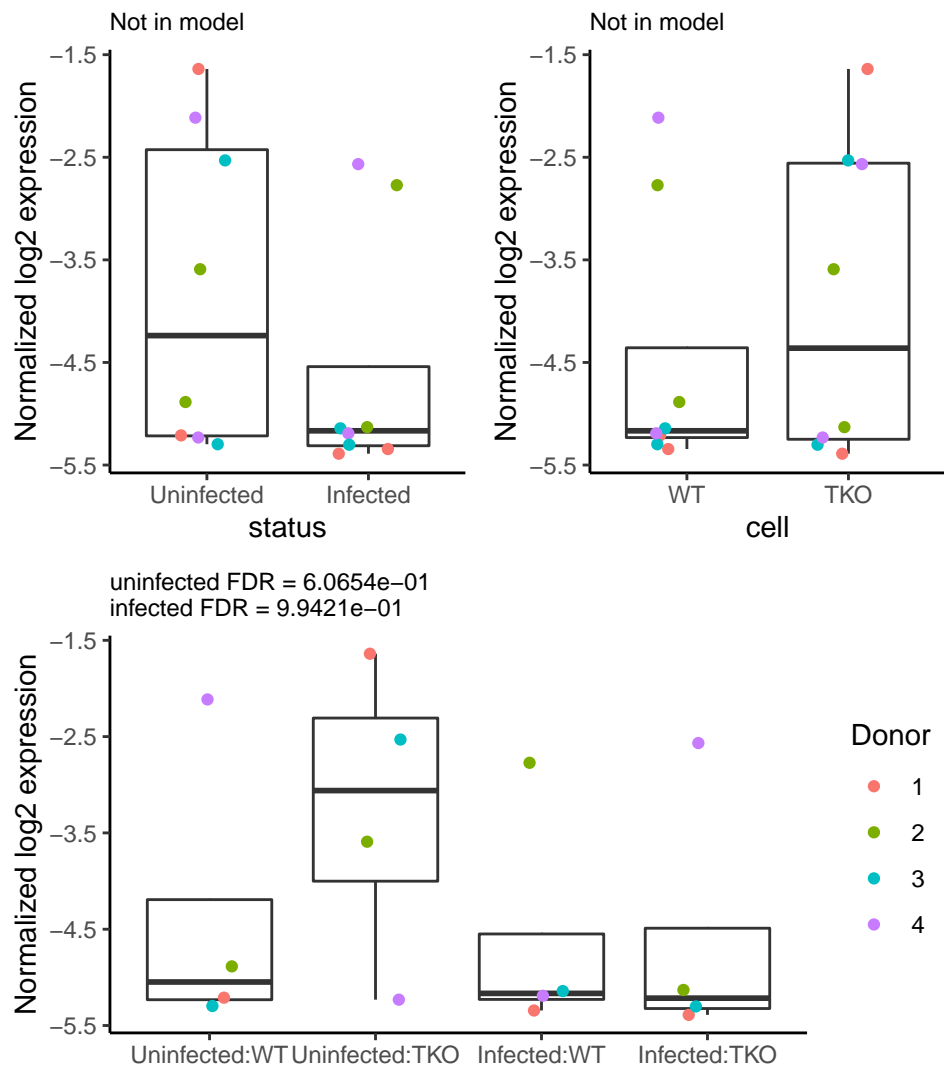 Not in model
Normalized log2 expression
−1.5
−2.5
−3.5
−4.5
−5.5
Uninfected
Infected
status
Not in model
Normalized log2 expression
−1.5
−2.5
−3.5
−4.5
−5.5
WT
TKO
cell
uninfected FDR = 6.0654e−01
infected FDR = 9.9421e−01
Normalized log2 expression
−1.5
−2.5
−3.5
−4.5
−5.5
Uninfected:WT
Uninfected:TKO
Infected:WT
Infected:TKO
Donor
1
2
3
4